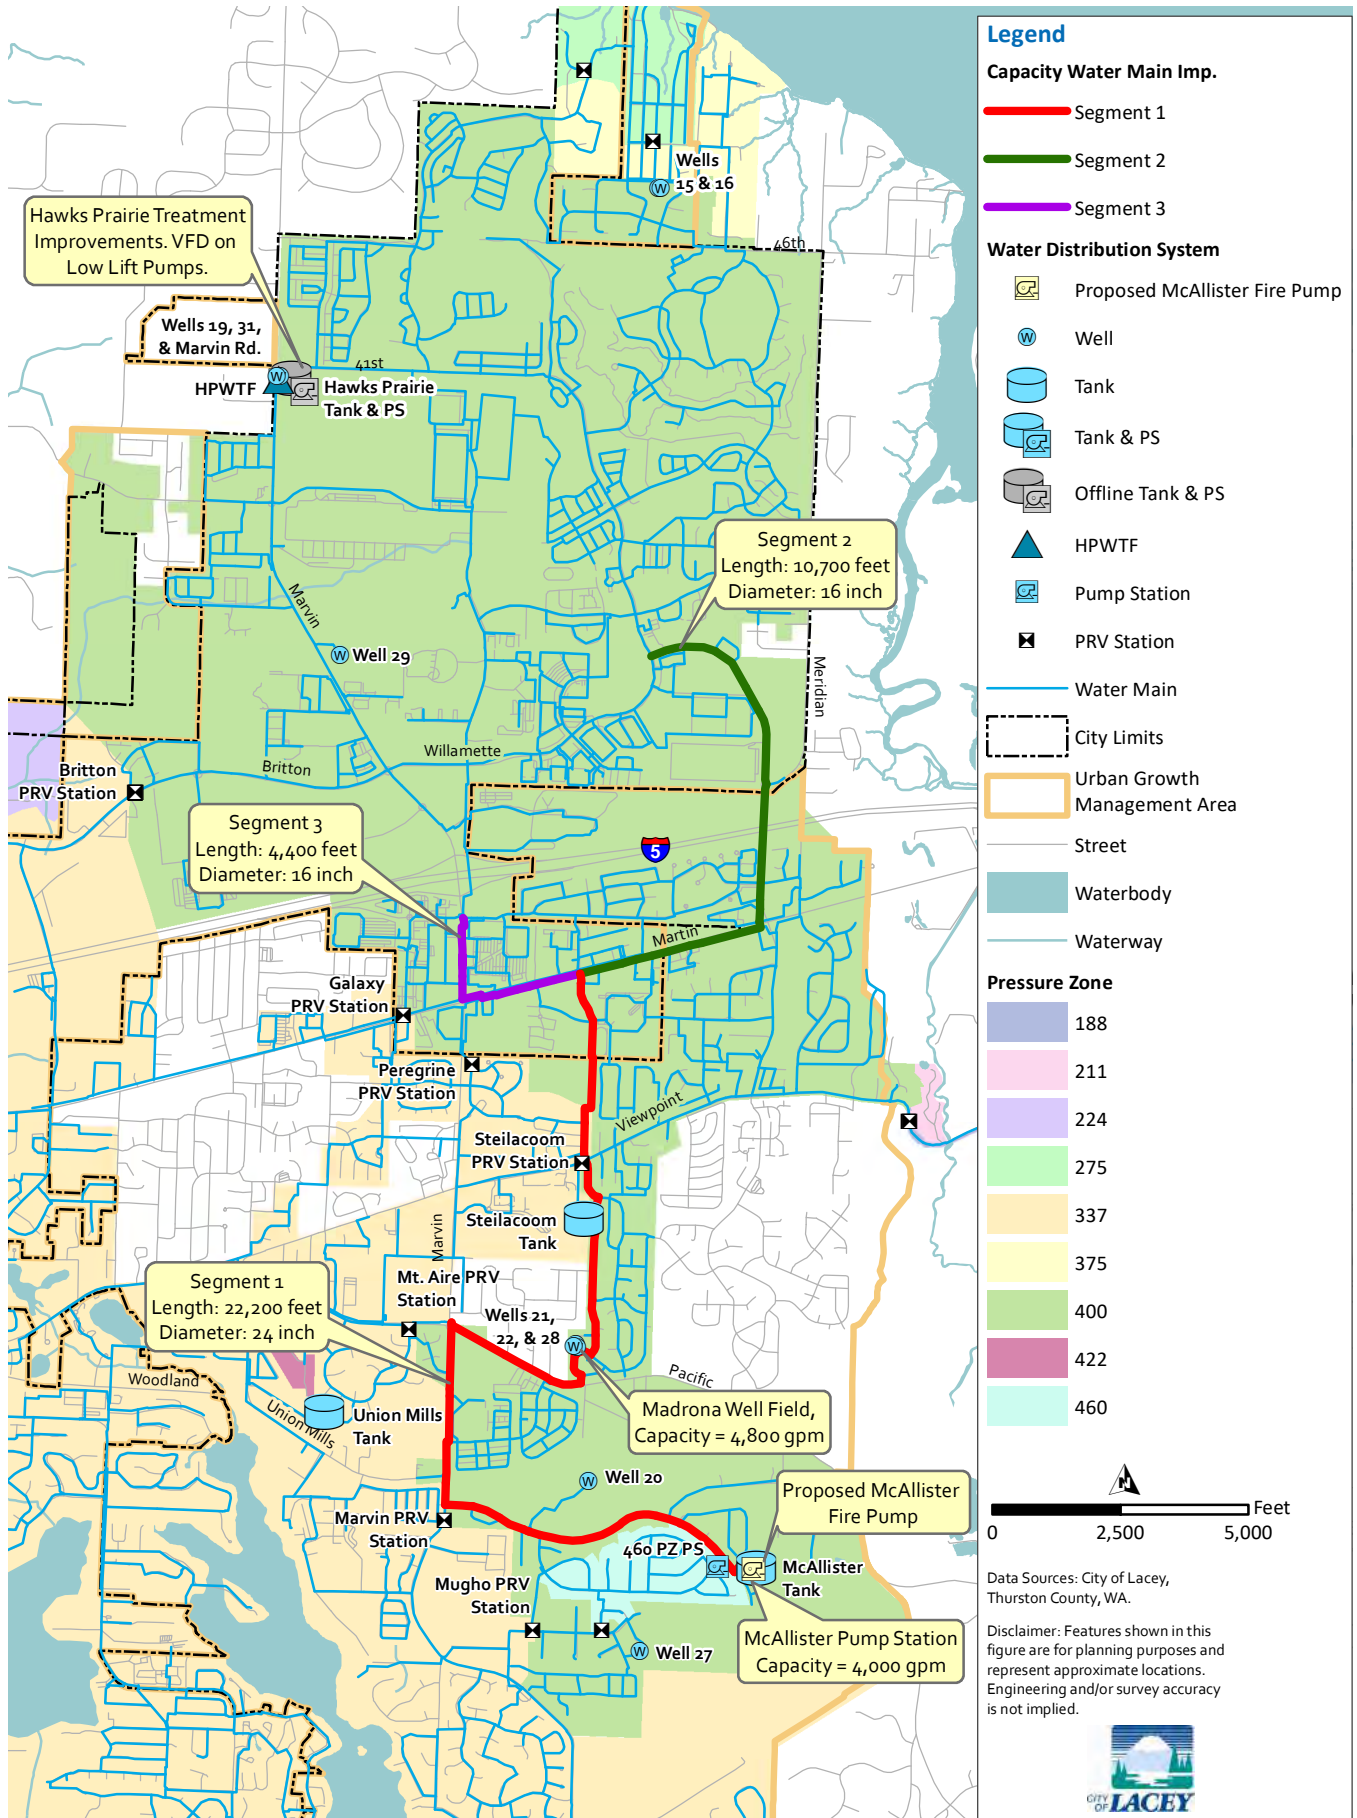 Wells
15 & 16
46th
Hawks Prairie Treatment
Improvements. VFD on
Low Lift Pumps.
Wells 19, 31,
& Marvin Rd.
41st
HPWTF
Hawks Prairie
Tank & PS
Segment 2
Length: 10,700 feet
Diameter: 16 inch
Marvin
Well 29
Meridian
Willamette
Britton
Britton
PRV Station
Segment 3
Length: 4,400 feet
Diameter: 16 inch
5
Martin
Galaxy
PRV Station
Peregrine
PRV Station
Viewpoint
Steilacoom
PRV Station
Steilacoom
Tank
Marvin
Mt. Aire PRV
Station
Segment 1
Length: 22,200 feet
Diameter: 24 inch
Wells 21,
22, & 28
Woodland
Pacific
Union Mills
Union Mills
Tank
Madrona Well Field,
Capacity = 4,800 gpm
Well 20
Proposed McAllister
Fire Pump
Marvin PRV
Station
460 PZ PS
McAllister
Tank
Mugho PRV
Station
Well 27
McAllister Pump Station
Capacity = 4,000 gpm
Legend
Capacity Water Main Imp.
Segment 1
Segment 2
Segment 3
Water Distribution System
Proposed McAllister Fire Pump
W Well
Tank
Tank & PS
Offline Tank & PS
HPWTF
Pump Station
PRV Station
Water Main
City Limits
Urban Growth
Management Area
Street
Waterbody
Waterway
Pressure Zone
188
211
224
275
337
375
400
422
460
N
Feet
0 2,500 5,000
Data Sources: City of Lacey,
Thurston County, WA.
Disclaimer: Features shown in this
figure are for planning purposes and
represent approximate locations.
Engineering and/or survey accuracy
is not implied.
CITY OF LACEY